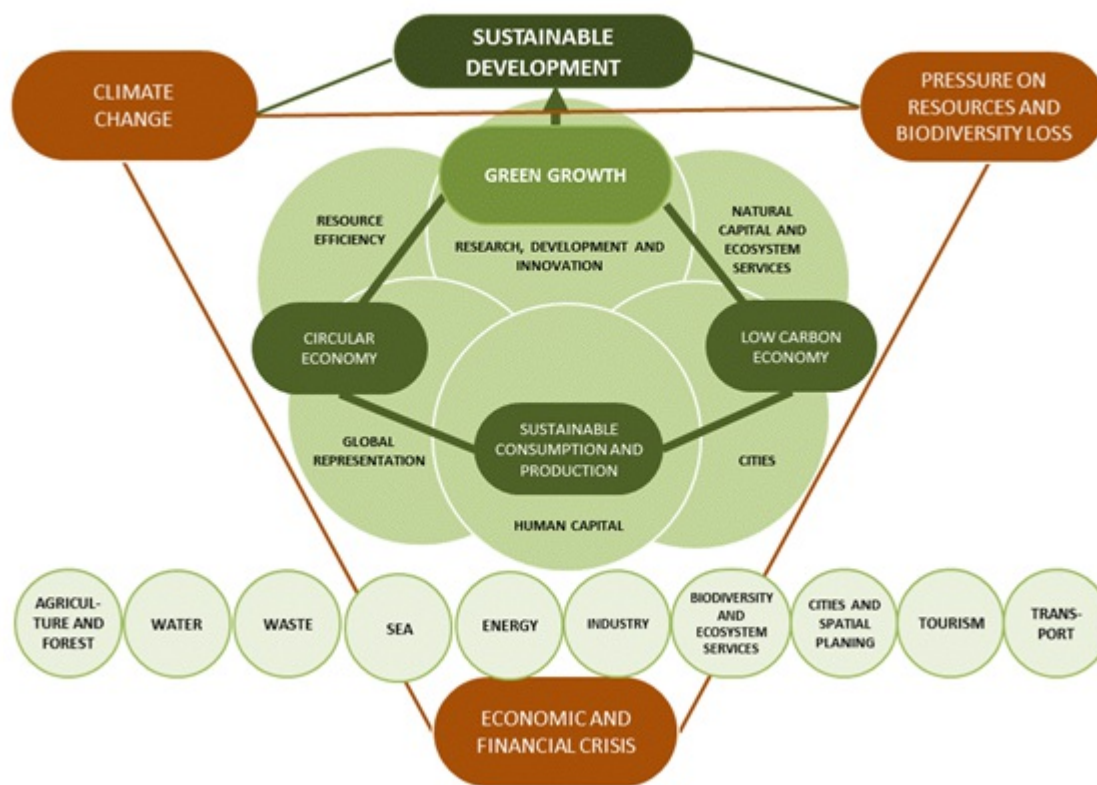 SUSTAINABLE
DEVELOPMENT
CLIMATE
CHANGE
PRESSURE ON
RESOURCES AND
BIODIVERSITY LOSS
GREEN GROWTH
RESOURCE
EFFICIENCY
RESEARCH, DEVELOPMENT AND
INNOVATION
NATURAL
CAPITAL AND
ECOSYSTEM
SERVICES
CIRCULAR
ECONOMY
LOW CARBON
ECONOMY
GLOBAL
REPRESENTATION
SUSTAINABLE
CONSUMPTION AND
PRODUCTION
CITIES
HUMAN CAPITAL
AGRICUL-
TURE AND
FOREST
WATER
WASTE
SEA
ENERGY
INDUSTRY
BIODIVERSITY
AND
ECOSYSTEM
SERVICES
CITIES AND
SPATIAL
PLANING
TOURISM
TRANS-
PORT
ECONOMIC AND
FINANCIAL CRISIS